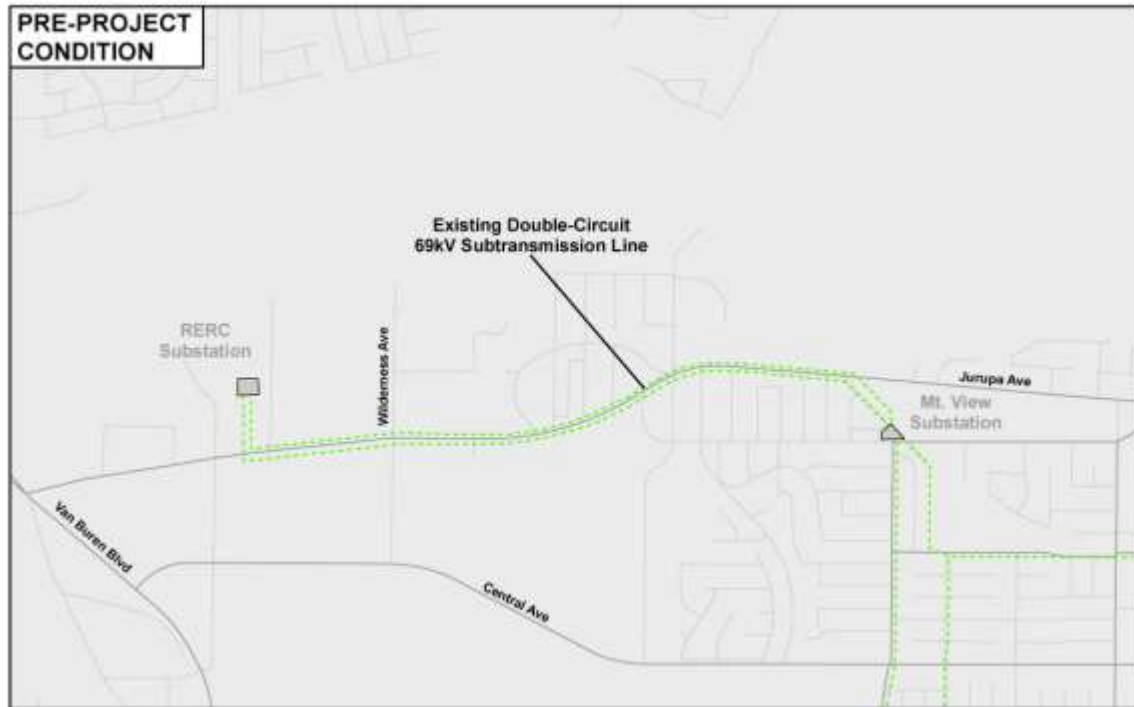 PRE-PROJECT
CONDITION
Existing Double-Circuit
69kV Subtransmission Line
RERC
Substation
Wilderness Ave
Jurupa Ave
Mt. View
Substation
Van Buren Blvd
Central Ave